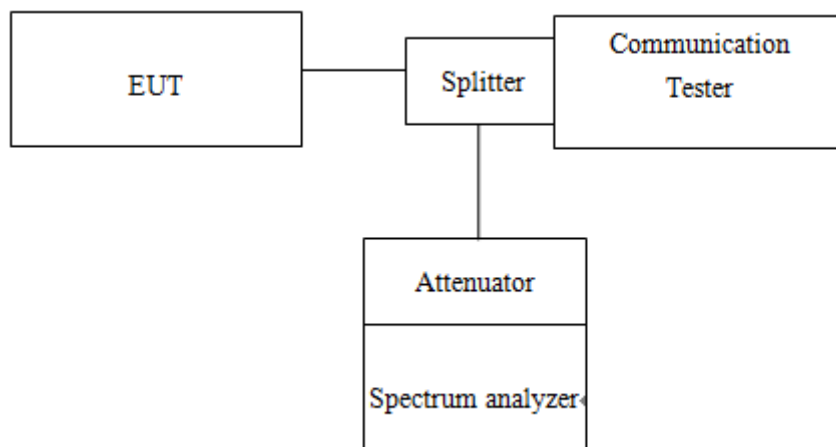 EUT
Splitter
Communication
Tester
Attenuator
Spectrum analyzer